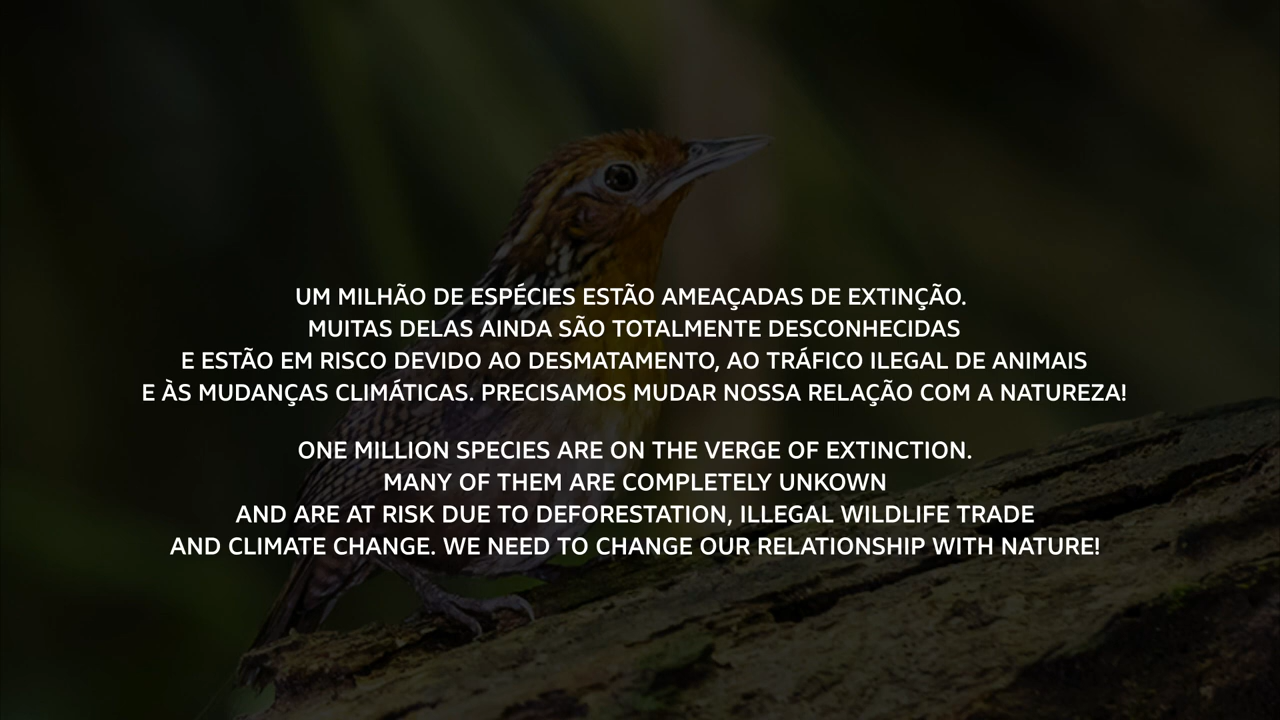 UM MILHÃO DE ESPÉCIES ESTÃO AMEAÇADAS DE EXTINÇÃO.
MUITAS DELAS AINDA SÃO TOTALMENTE DESCONHECIDAS
E ESTÃO EM RISCO DEVIDO AO DESMATAMENTO, AO TRÁFICO ILEGAL DE ANIMAIS
E ÀS MUDANÇAS CLIMÁTICAS. PRECISAMOS MUDAR NOSSA RELAÇÃO COM A NATUREZA!
ONE MILLION SPECIES ARE ON THE VERGE OF EXTINCTION.
MANY OF THEM ARE COMPLETELY UNKOWN
AND ARE AT RISK DUE TO DEFORESTATION, ILLEGAL WILDLIFE TRADE
AND CLIMATE CHANGE. WE NEED TO CHANGE OUR RELATIONSHIP WITH NATURE!